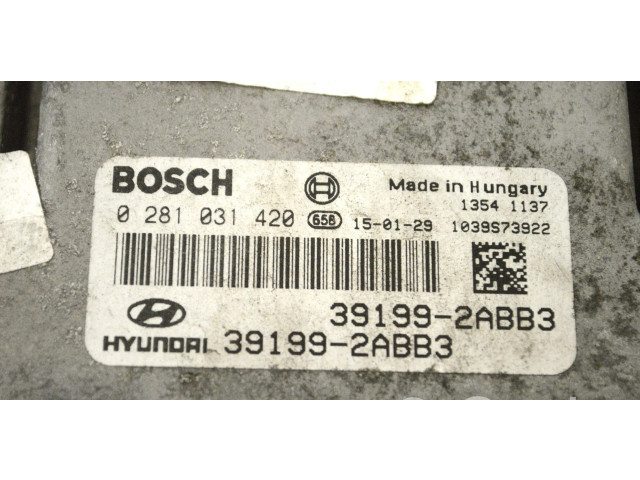 BOSCH
Made in Hungary
1354 1137
0 281 031 420 65B 15-01-29 1039S73922
39199-2ABB3
HYUNDAI 39199-2ABB3